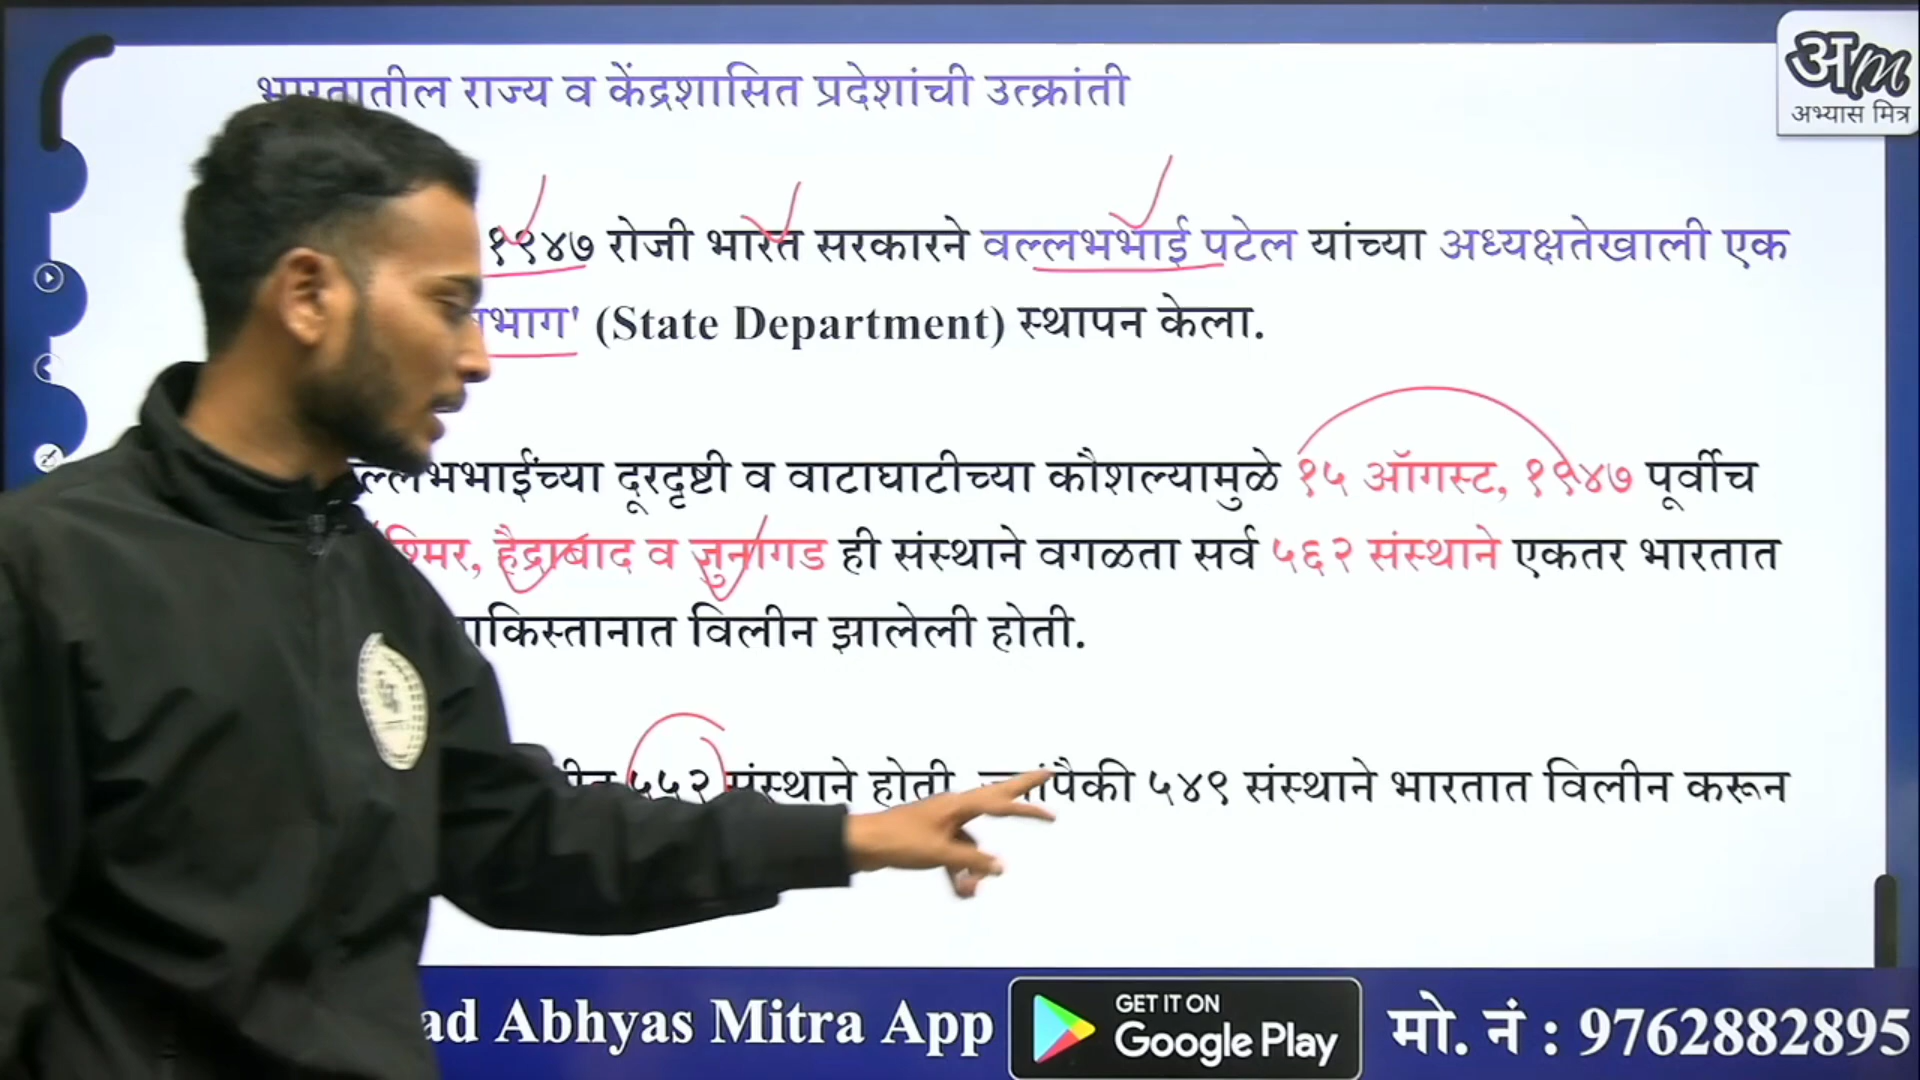 भारतातील राज्य व केंद्रशासित प्रदेशांची उत्क्रांती
अm
अभ्यास मित्र
१९४७ रोजी भारत सरकारने वल्लभभाई पटेल यांच्या अध्यक्षतेखाली एक
(State Department) स्थापन केला.
दूरदृष्टी व वाटाघाटीच्या कौशल्यामुळे १५ ऑगस्ट, १९४७ पूर्वीच
हैद्राबाद व जुनागड ही संस्थाने वगळता सर्व ५६२ संस्थाने एकतर भारतात
विलीन झालेली होती.
५५२ संस्थाने होती ५४९ संस्थाने भारतात विलीन करून
Abhyas Mitra App
GET IT ON
Google Play
मो. नं : 9762882895